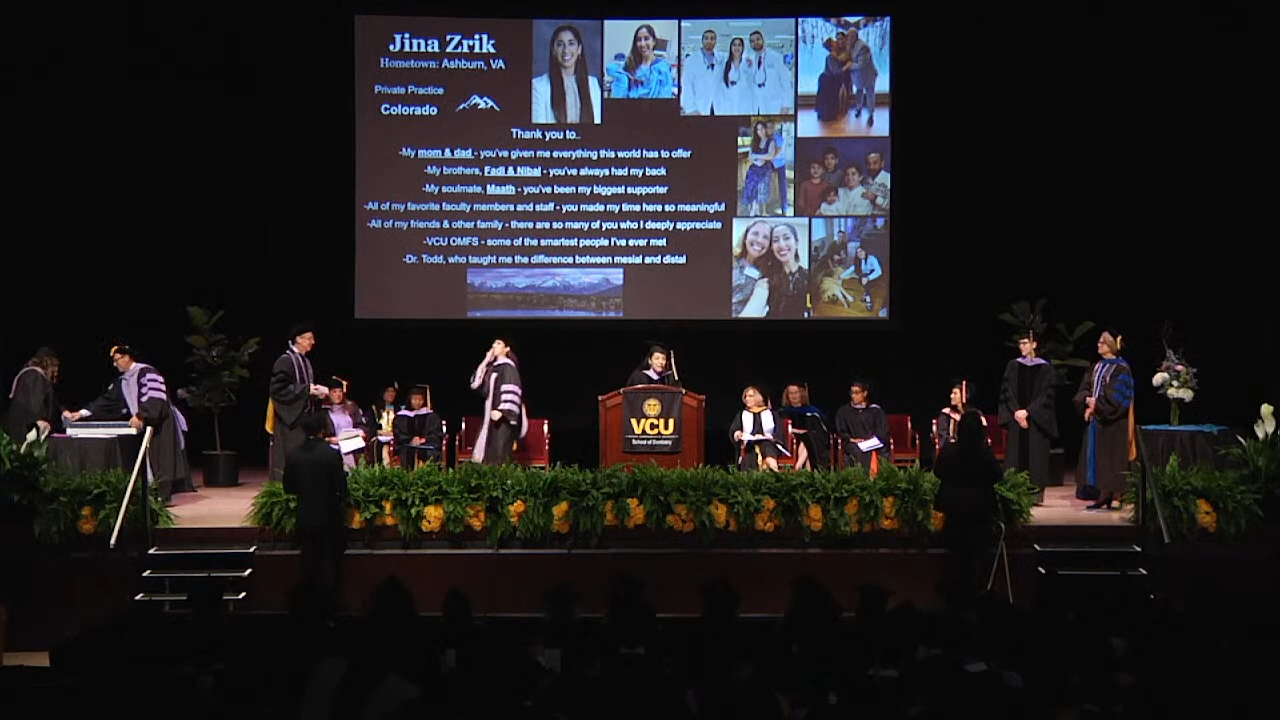 Jina Zrik
Hometown: Ashburn, VA
Private Practice
Colorado
Thank you to..
-My mom & dad - you've given me everything this world has to offer
-My brothers, Fadi & Nibal - you've always had my back
-My soulmate, Maath - you've been my biggest supporter
-All of my favorite faculty members and staff - you made my time here so meaningful
-All of my friends & other family - there are so many of you who I deeply appreciate
-VCU OMFS - some of the smartest people I've ever met
-Dr. Todd, who taught me the difference between mesial and distal
VCU
School of Dentistry